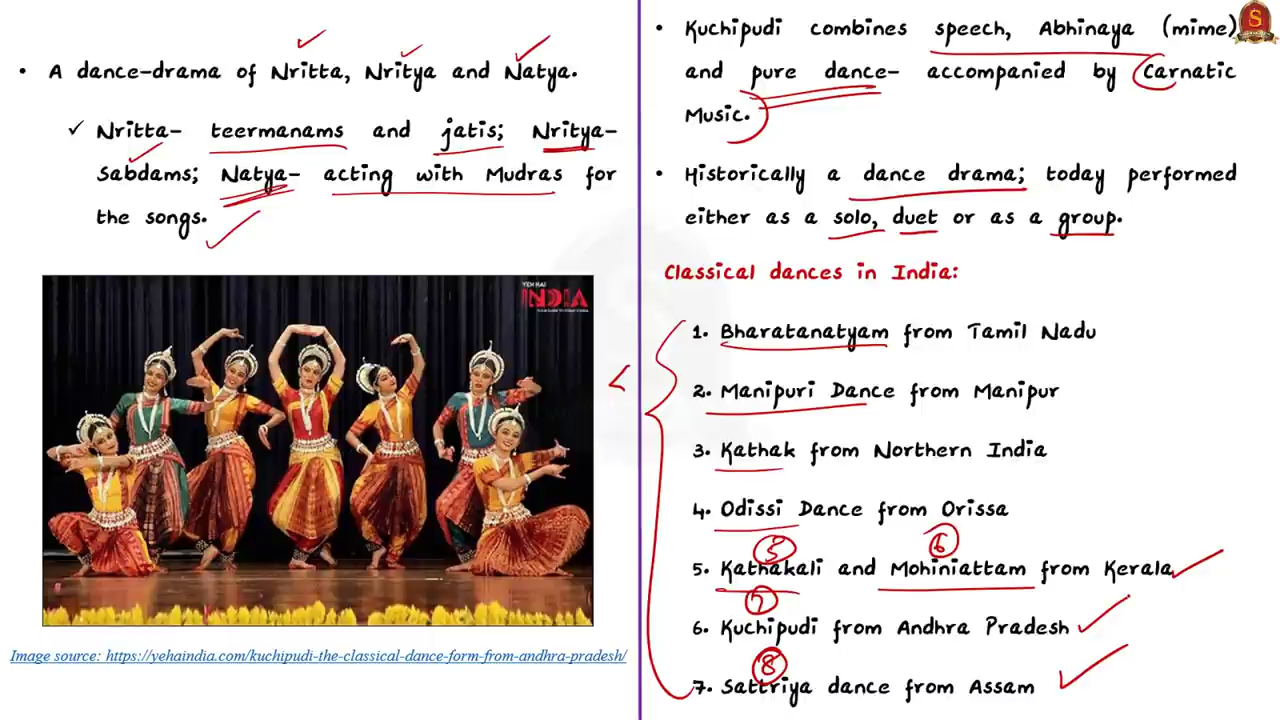 • A dance-drama of Nritta, Nritya and Natya.
✓ Nritta- teermanams and jatis; Nritya-
Sabdams; Natya- acting with Mudras for
the songs.
YEH HAI
INDIA
Image source: https://yehaindia.com/kuchipudi-the-classical-dance-form-from-andhra-pradesh/
• Kuchipudi combines speech, Abhinaya (mime)
and pure dance- accompanied by Carnatic
Music.
• Historically a dance drama; today performed
either as a solo, duet or as a group.
Classical dances in India:
1. Bharatanatyam from Tamil Nadu
2. Manipuri Dance from Manipur
3. Kathak from Northern India
4. Odissi Dance from Orissa
5 6
5. Kathakali and Mohiniattam from Kerala
7
6. Kuchipudi from Andhra Pradesh
8
7. Sattriya dance from Assam
S